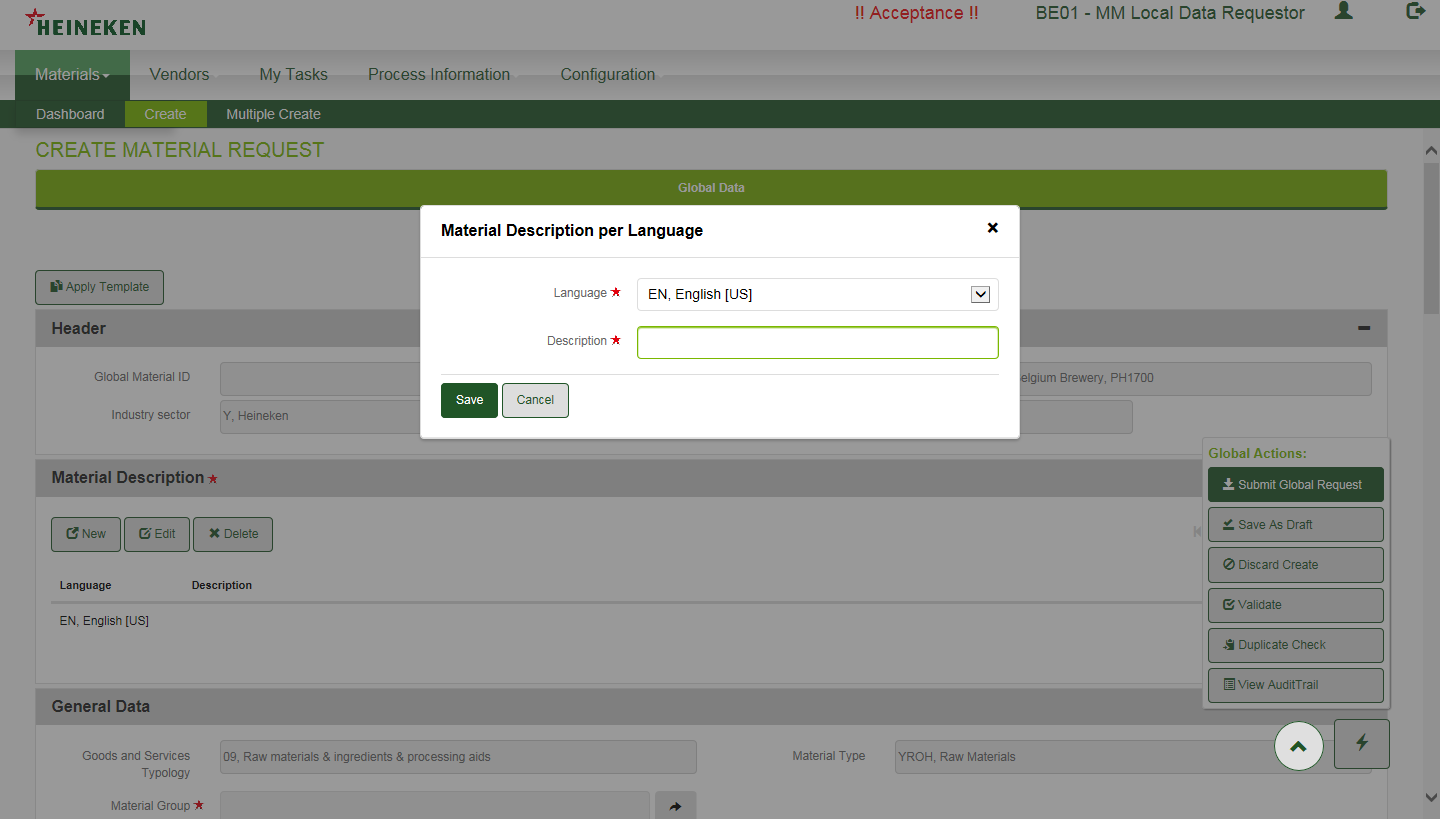 HEINEKEN
!! Acceptance !!
BE01 - MM Local Data Requestor
Materials
Vendors
My Tasks
Process Information
Configuration
Dashboard
Create
Multiple Create
CREATE MATERIAL REQUEST
Global Data
Material Description per Language
Language
EN, English [US]
Description
Save
Cancel
Apply Template
Header
Global Material ID
elgium Brewery, PH1700
Industry sector
Y, Heineken
Material Description
New
Edit
Delete
Language
Description
EN, English [US]
Global Actions:
Submit Global Request
Save As Draft
Discard Create
Validate
Duplicate Check
View AuditTrail
General Data
Goods and Services
Typology
09, Raw materials & ingredients & processing aids
Material Type
YROH, Raw Materials
Material Group